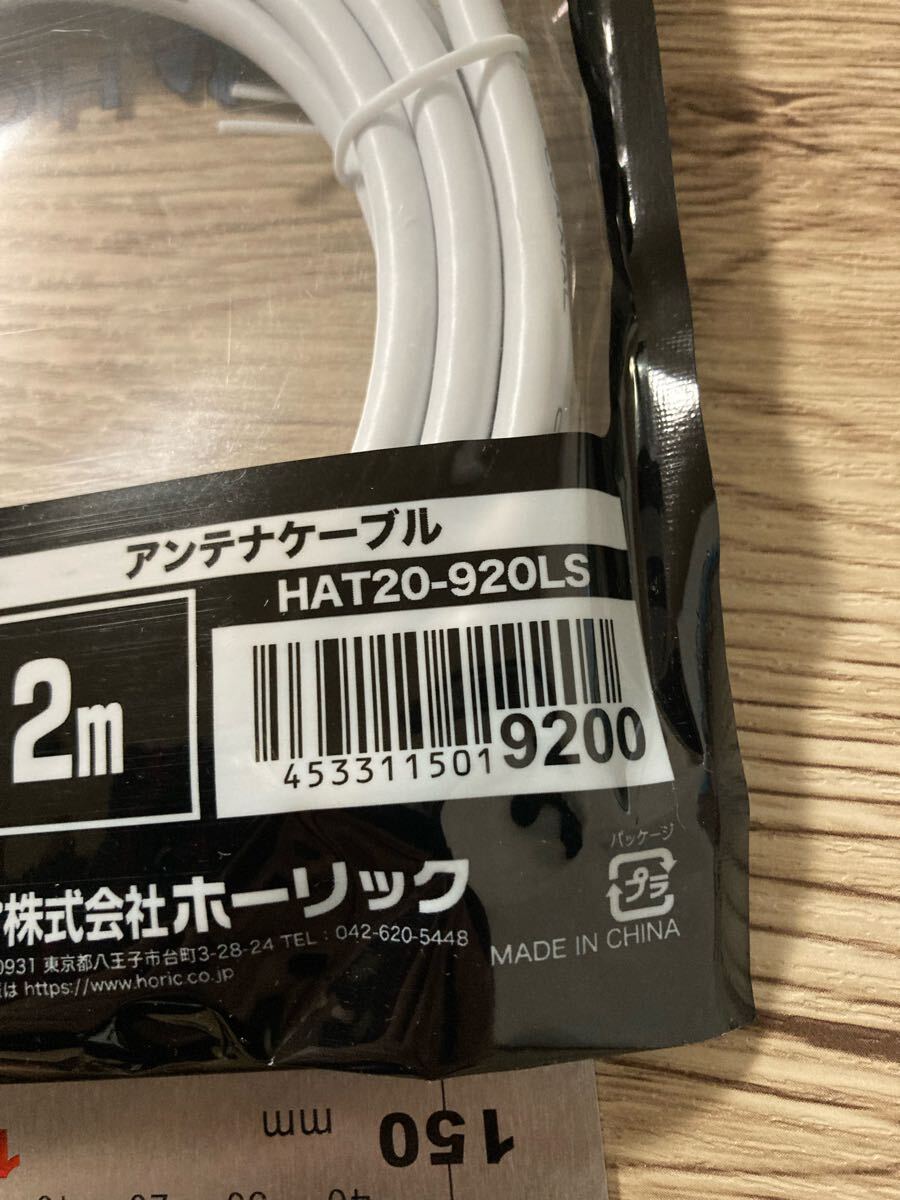 アンテナケーブル
HAT20-920LS
2m
4533115019200
パッケージ
プラ
株式会社ホーリック
0931 東京都八王子市台町3-28-24 TEL：042-620-5448
は https://www.horic.co.jp
MADE IN CHINA
mm 150